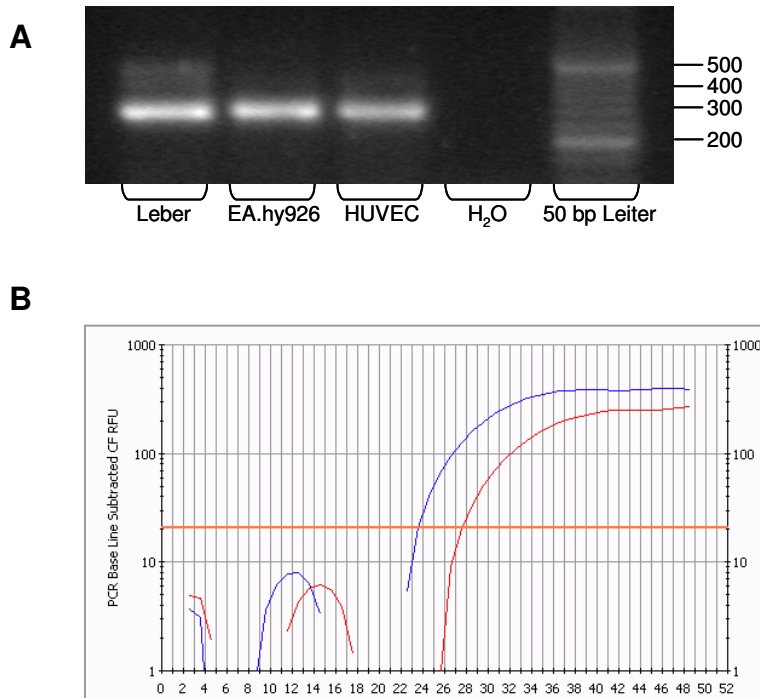 A
500
400
300
200
Leber EA.hy926 HUVEC H₂O 50 bp Leiter
B
PCR Base Line Subtracted CF RFU
1000 1000
100 100
10 10
1 1
0 2 4 6 8 10 12 14 16 18 20 22 24 26 28 30 32 34 36 38 40 42 44 46 48 50 52